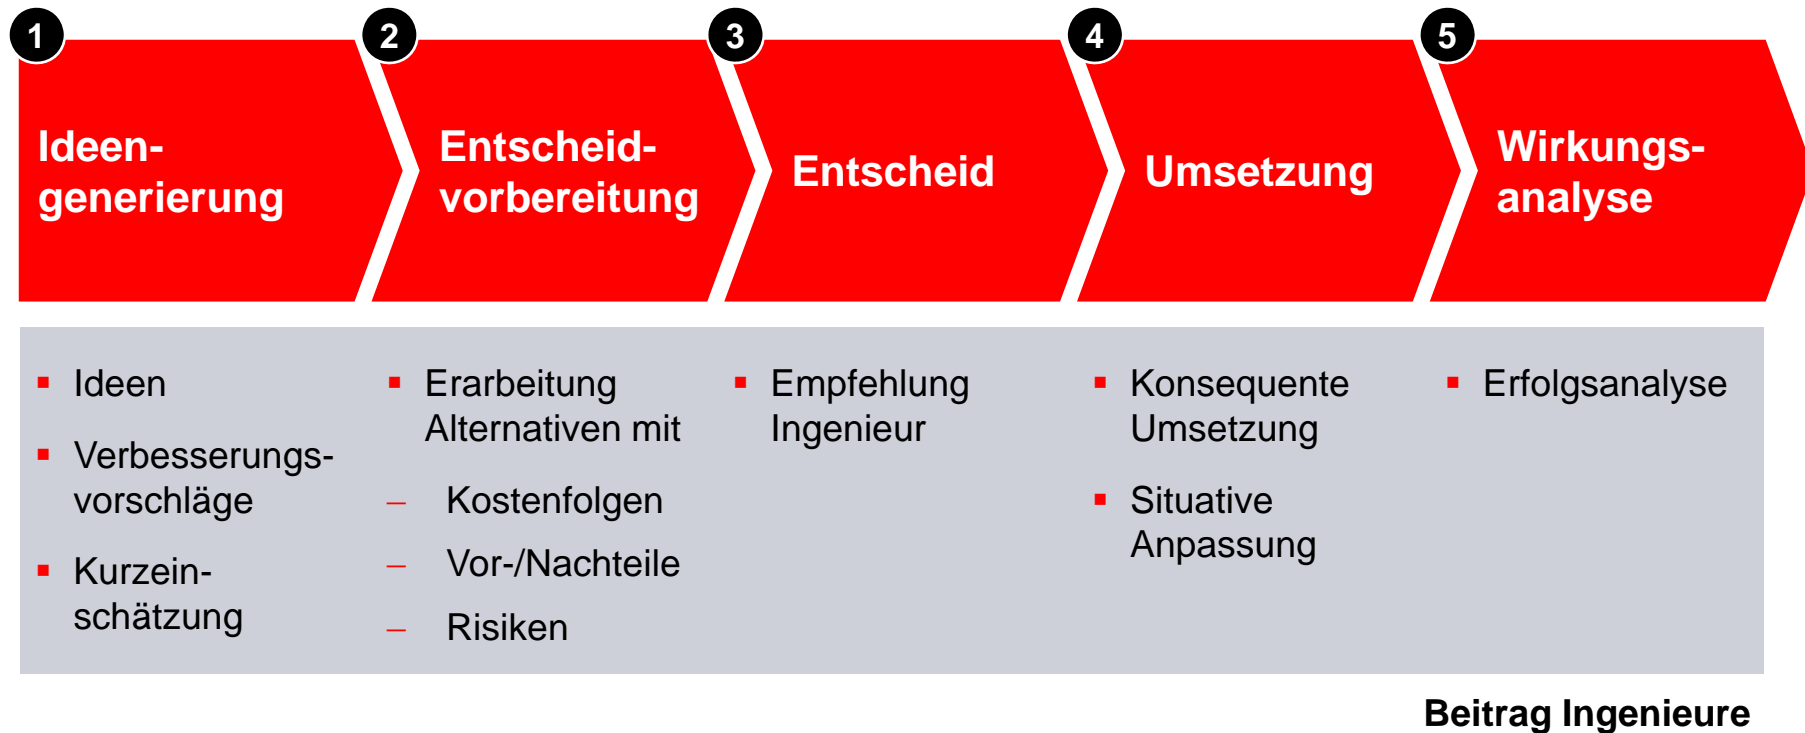 1
Ideen-
generierung
2
Entscheid-
vorbereitung
3
Entscheid
4
Umsetzung
5
Wirkungs-
analyse
Ideen
Verbesserungs-
vorschläge
Kurzein-
schätzung
Erarbeitung
Alternativen mit
– Kostenfolgen
– Vor-/Nachteile
– Risiken
Empfehlung
Ingenieur
Konsequente
Umsetzung
Situative
Anpassung
Erfolgsanalyse
Beitrag Ingenieure